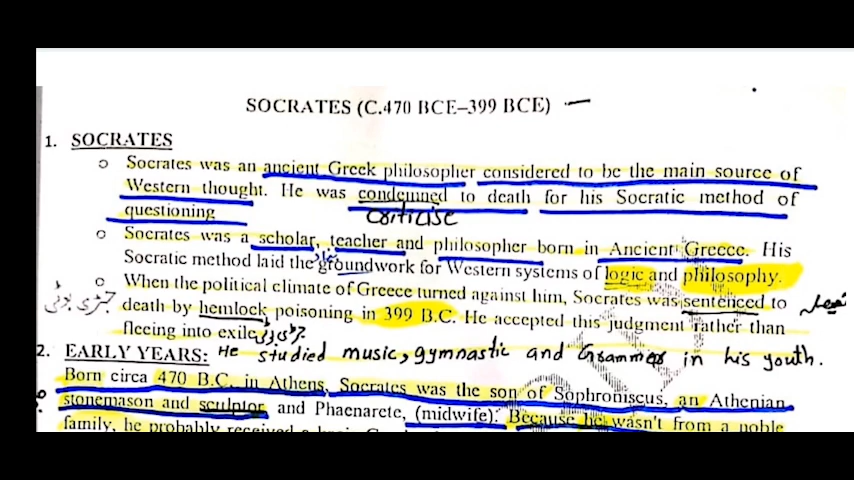 SOCRATES (C.470 BCE–399 BCE) —
1. SOCRATES
o Socrates was an ancient Greek philosopher considered to be the main source of
Western thought. He was condemned to death for his Socratic method of
questioning criticise
o Socrates was a scholar, teacher and philosopher born in Ancient Greece. His
Socratic method laid the groundwork for Western systems of logic and philosophy.
o When the political climate of Greece turned against him, Socrates was sentenced to
جڑی بوٹی death by hemlock poisoning in 399 B.C. He accepted this judgment rather than
fleeing into exile
2. EARLY YEARS: He studied music, gymnastic and Grammer in his youth.
Born circa 470 B.C. in Athens, Socrates was the son of Sophroniscus, an Athenian
stonemason and sculptor, and Phaenarete, (midwife). Because he wasn't from a noble
family, he probably received a